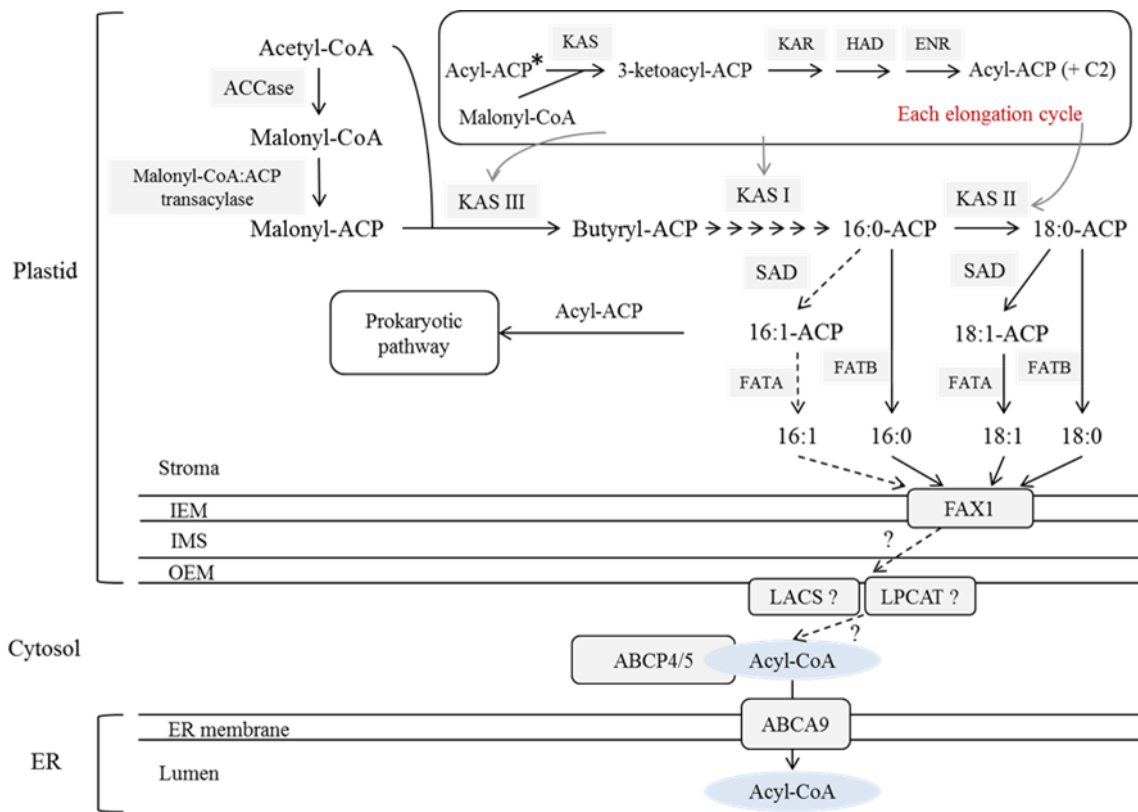 Acetyl-CoA
ACCase
Malonyl-CoA
Malonyl-CoA:ACP
transacylase
Malonyl-ACP
KAS
KAR
HAD
ENR
Acyl-ACP*
3-ketoacyl-ACP
Acyl-ACP (+ C2)
Malonyl-CoA
Each elongation cycle
KAS III
KAS I
KAS II
Butyryl-ACP
16:0-ACP
18:0-ACP
Plastid
SAD
SAD
Prokaryotic
pathway
Acyl-ACP
16:1-ACP
18:1-ACP
FATA
FATB
FATA
FATB
16:1
16:0
18:1
18:0
Stroma
IEM
FAX1
IMS
?
OEM
LACS ?
LPCAT ?
Cytosol
?
ABCP4/5
Acyl-CoA
ER
ER membrane
ABCA9
Lumen
Acyl-CoA